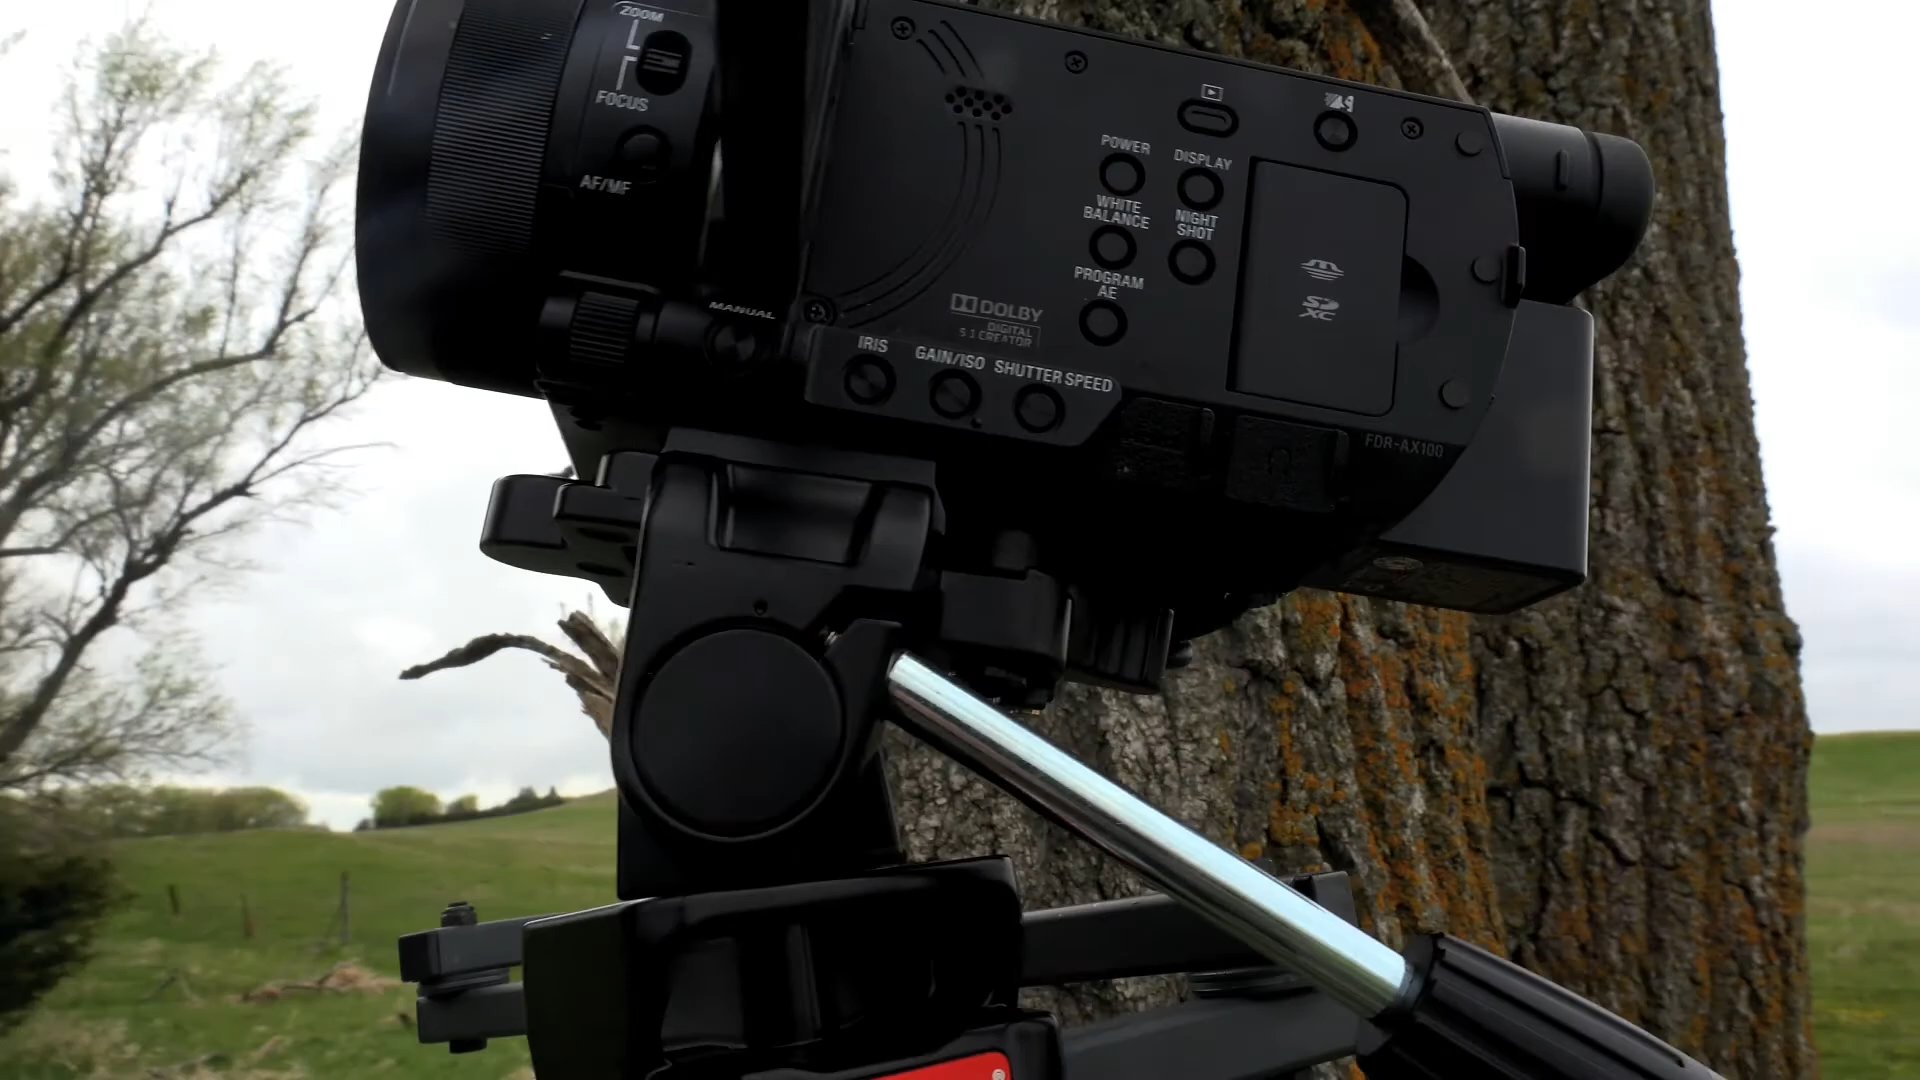 ZOOM
FOCUS
AF/MF
MANUAL
POWER
DISPLAY
WHITE
BALANCE
NIGHT
SHOT
PROGRAM
AE
DOLBY
DIGITAL
5.1 CREATOR
IRIS
GAIN/ISO
SHUTTER SPEED
SD
XC
FDR-AX100
®